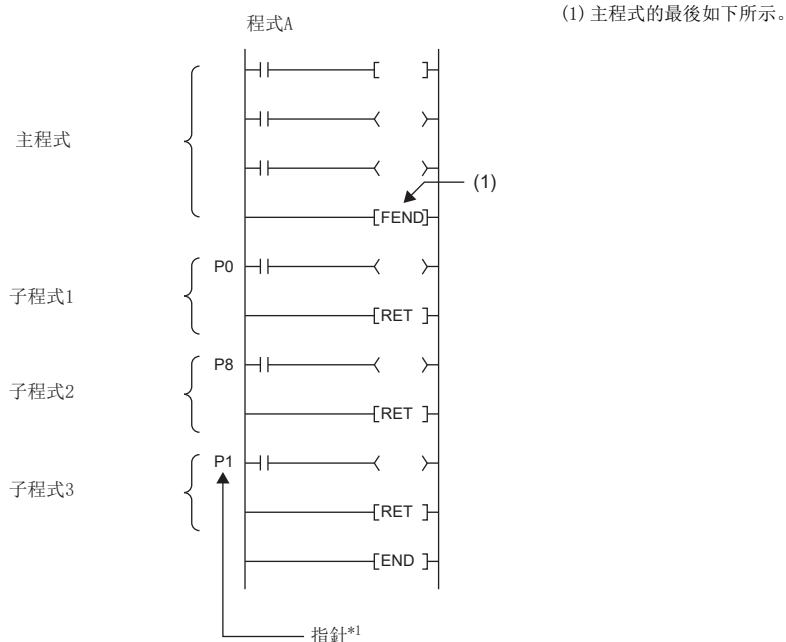 程式A
(1) 主程式的最後如下所示。
主程式
(1)
[FEND]
P0
子程式1
[RET ]
P8
子程式2
[RET ]
P1
子程式3
[RET ]
[END ]
指針*1